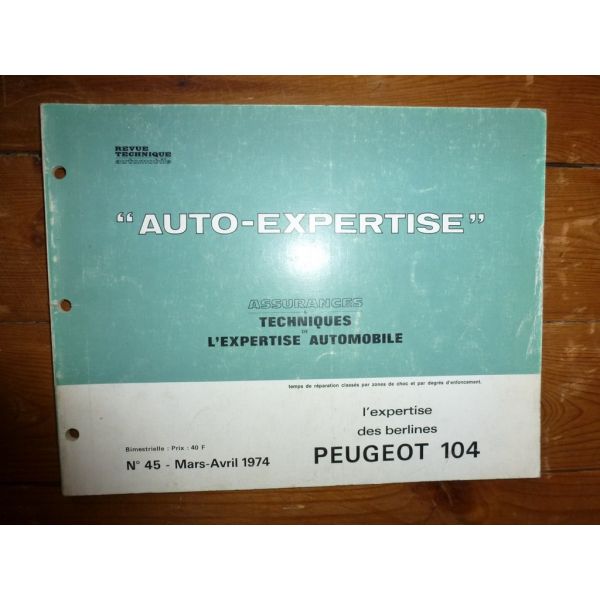 REVUE
TECHNIQUE
automobile
“AUTO-EXPERTISE”
ASSURANCES
&
TECHNIQUES
DE
L'EXPERTISE AUTOMOBILE
temps de réparation classés par zones de choc et par degrés d'enfoncement.
l'expertise
des berlines
PEUGEOT 104
Bimestrielle : Prix : 40 F
N° 45 - Mars-Avril 1974